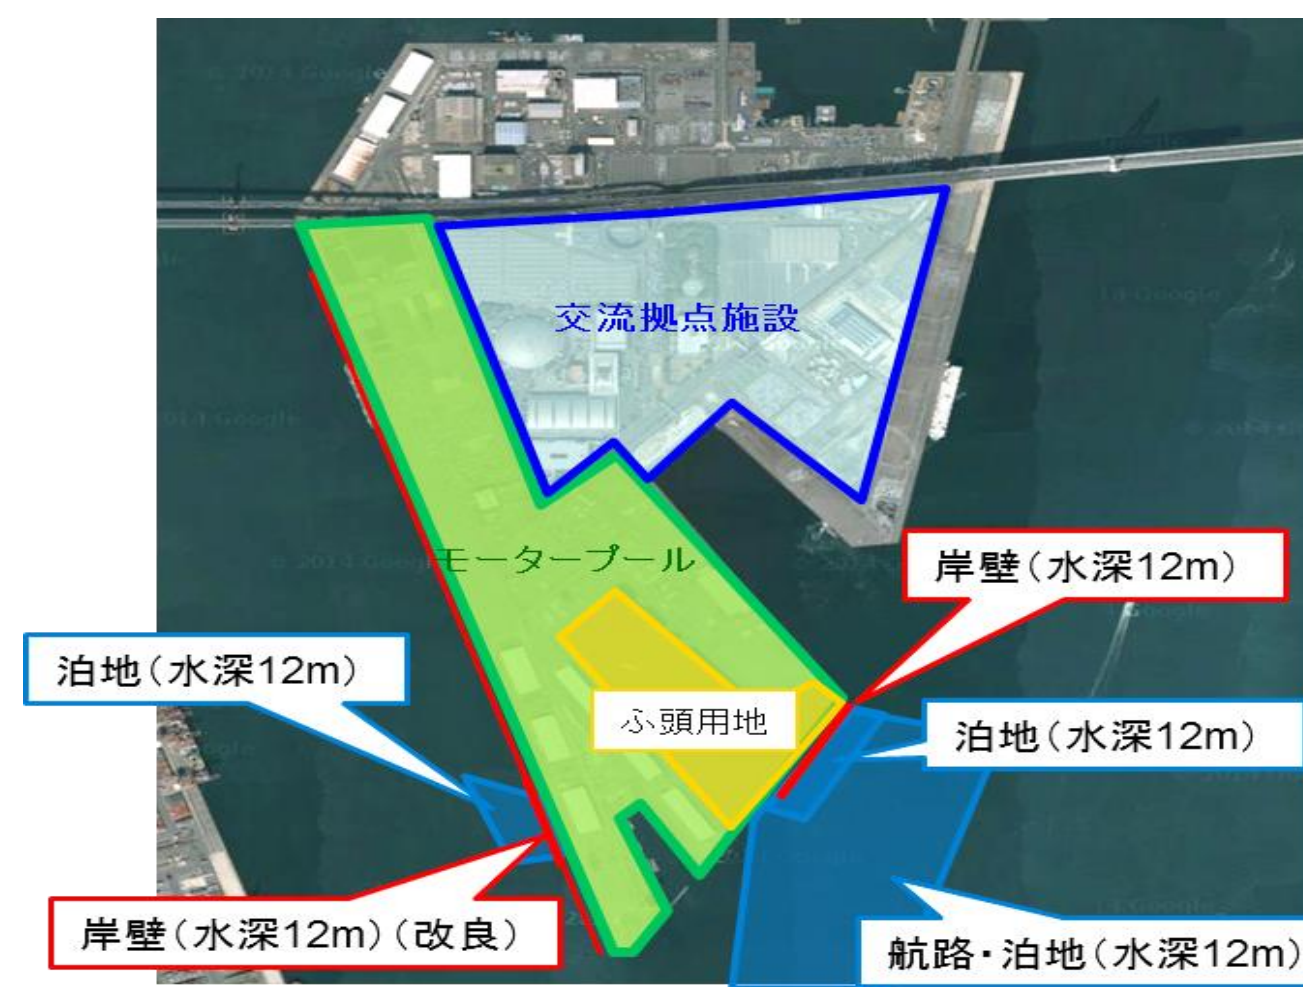 交流拠点施設
モータープール
岸壁(水深12m)
泊地(水深12m)
ふ頭用地
泊地(水深12m)
岸壁(水深12m)(改良)
航路・泊地(水深12m)